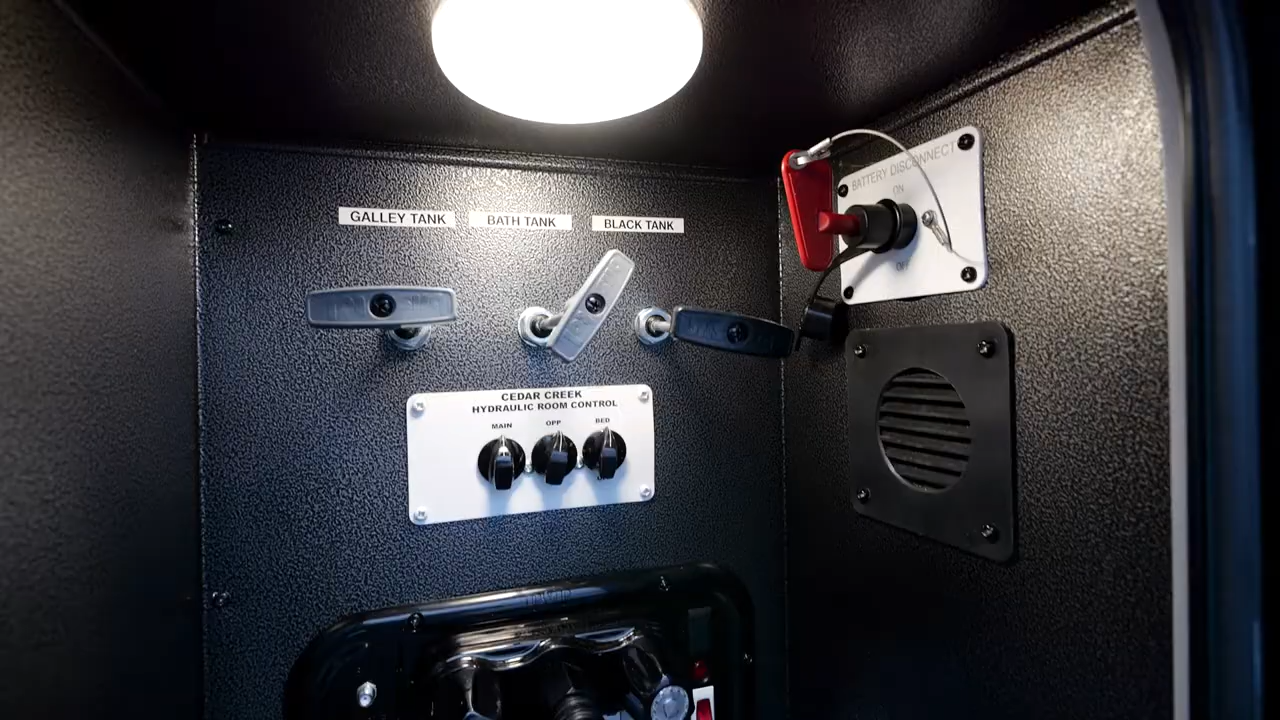 GALLEY TANK
BATH TANK
BLACK TANK
BATTERY DISCONNECT
ON
OFF
CEDAR CREEK
HYDRAULIC ROOM CONTROL
MAIN
OPP
BED